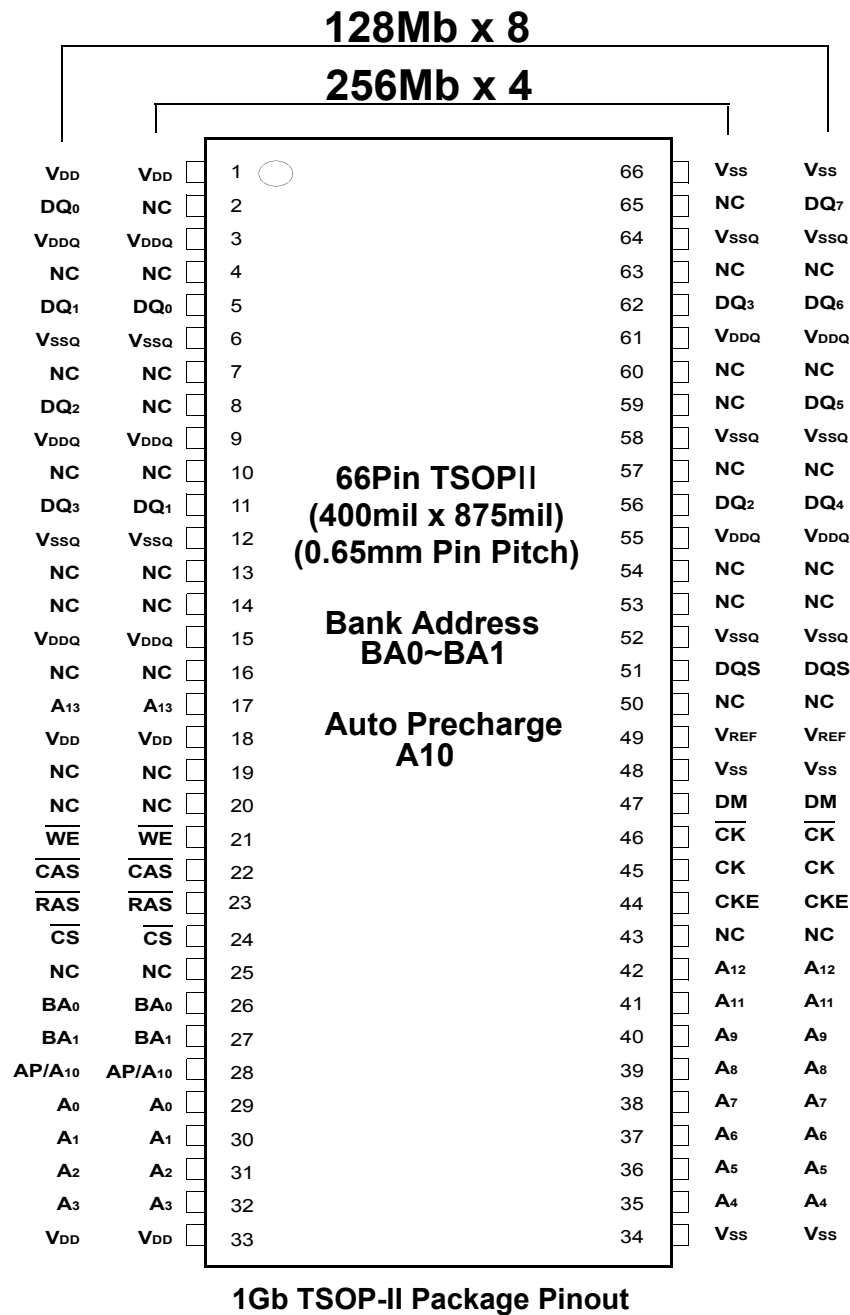 128Mb x 8
256Mb x 4
VDD VDD 1 66 VSS VSS
DQ0 NC 2 65 NC DQ7
VDDQ VDDQ 3 64 VSSQ VSSQ
NC NC 4 63 NC NC
DQ1 DQ0 5 62 DQ3 DQ6
VSSQ VSSQ 6 61 VDDQ VDDQ
NC NC 7 60 NC NC
DQ2 NC 8 59 NC DQ5
VDDQ VDDQ 9 58 VSSQ VSSQ
NC NC 10 57 NC NC
DQ3 DQ1 11 56 DQ2 DQ4
VSSQ VSSQ 12 55 VDDQ VDDQ
NC NC 13 54 NC NC
NC NC 14 53 NC NC
VDDQ VDDQ 15 52 VSSQ VSSQ
NC NC 16 51 DQS DQS
A13 A13 17 50 NC NC
VDD VDD 18 49 VREF VREF
NC NC 19 48 VSS VSS
NC NC 20 47 DM DM
WE WE 21 46 CK CK
CAS CAS 22 45 CK CK
RAS RAS 23 44 CKE CKE
CS CS 24 43 NC NC
NC NC 25 42 A12 A12
BA0 BA0 26 41 A11 A11
BA1 BA1 27 40 A9 A9
AP/A10 AP/A10 28 39 A8 A8
A0 A0 29 38 A7 A7
A1 A1 30 37 A6 A6
A2 A2 31 36 A5 A5
A3 A3 32 35 A4 A4
VDD VDD 33 34 VSS VSS
66Pin TSOPII
(400mil x 875mil)
(0.65mm Pin Pitch)
Bank Address
BA0~BA1
Auto Precharge
A10
1Gb TSOP-II Package Pinout